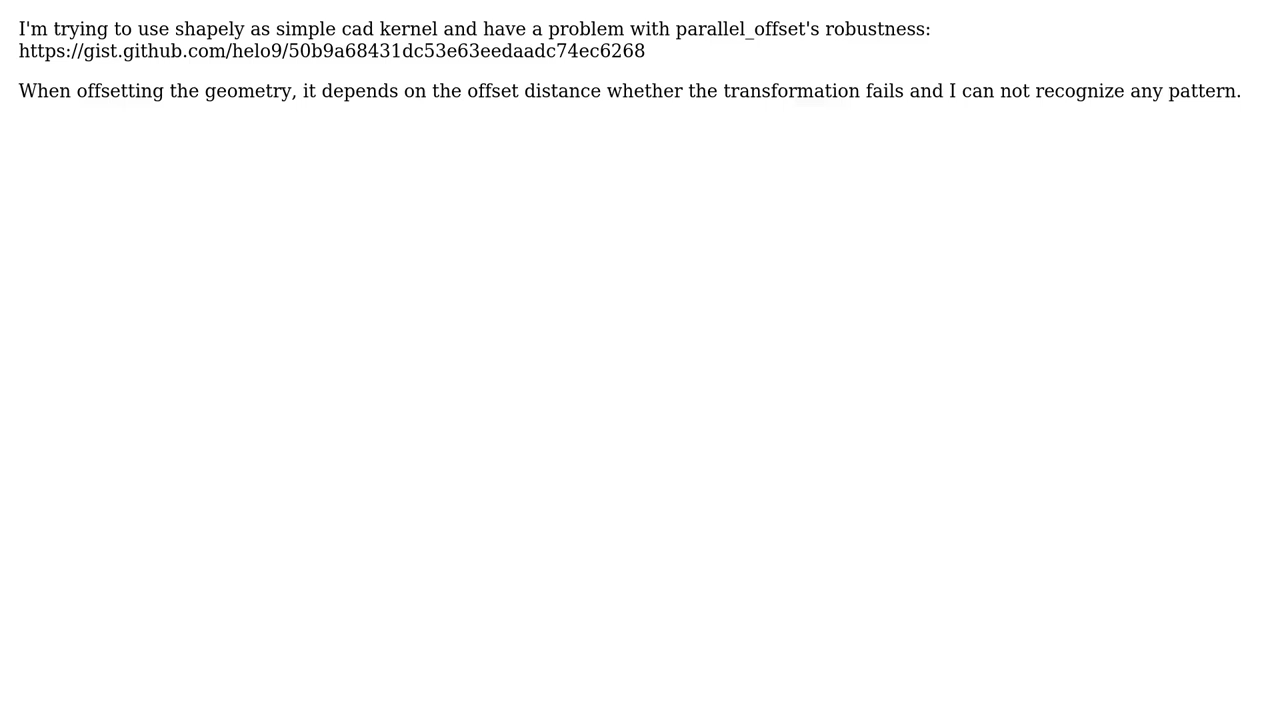 I'm trying to use shapely as simple cad kernel and have a problem with parallel_offset's robustness:
https://gist.github.com/helo9/50b9a68431dc53e63eedaadc74ec6268
When offsetting the geometry, it depends on the offset distance whether the transformation fails and I can not recognize any pattern.